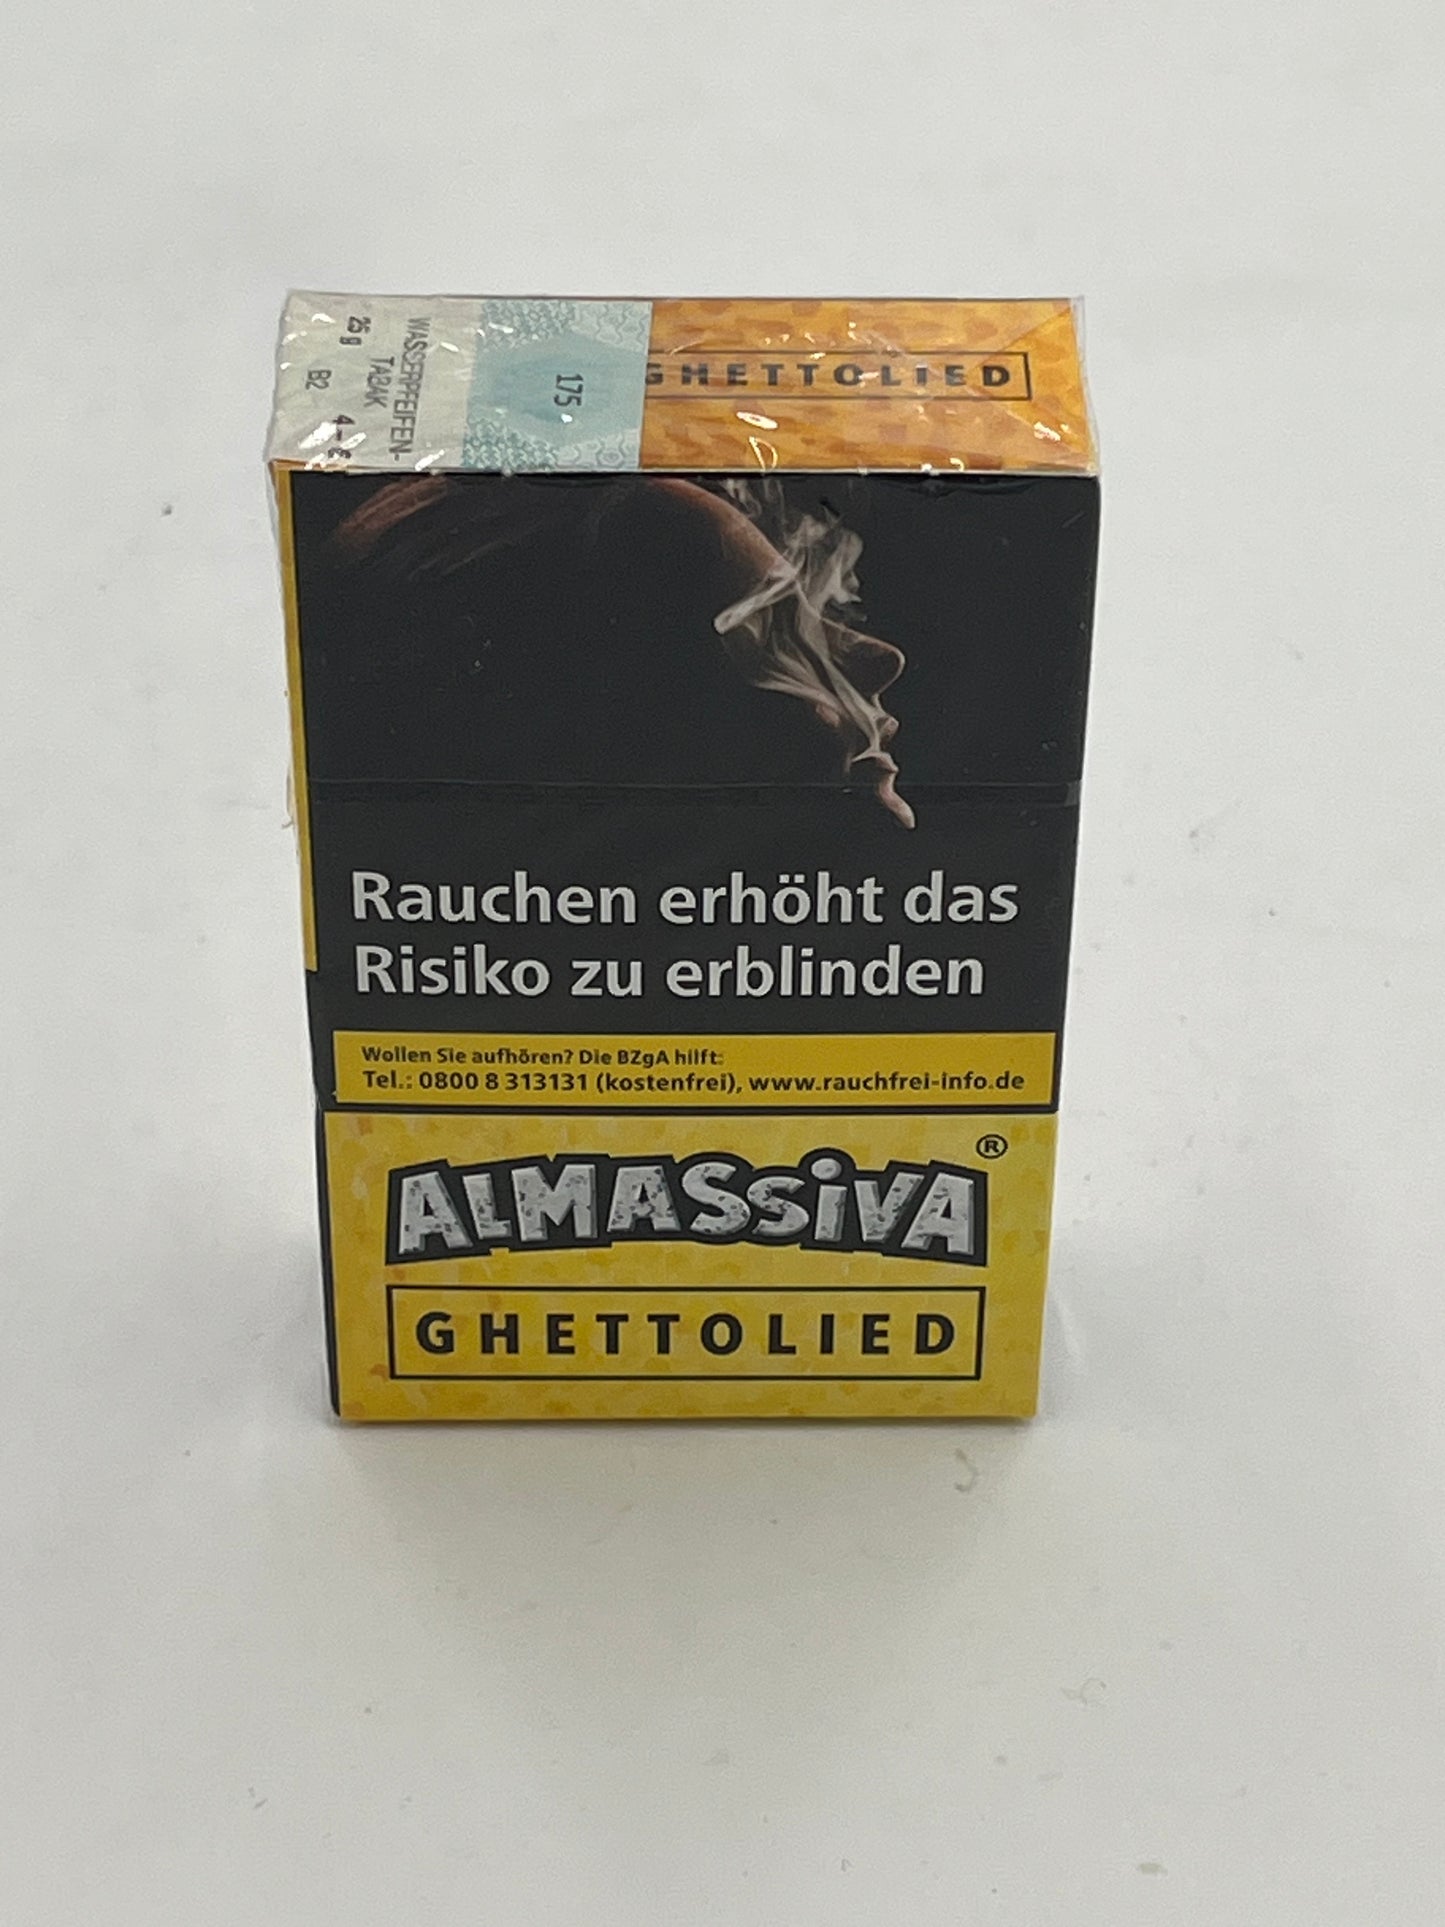 WASSERPFEIFEN-
TABAK
25 g B2 4,– €
175
GHETTOLIED
Rauchen erhöht das
Risiko zu erblinden
Wollen Sie aufhören? Die BZgA hilft:
Tel.: 0800 8 313131 (kostenfrei), www.rauchfrei-info.de
ALMASSiVA ®
GHETTOLIED